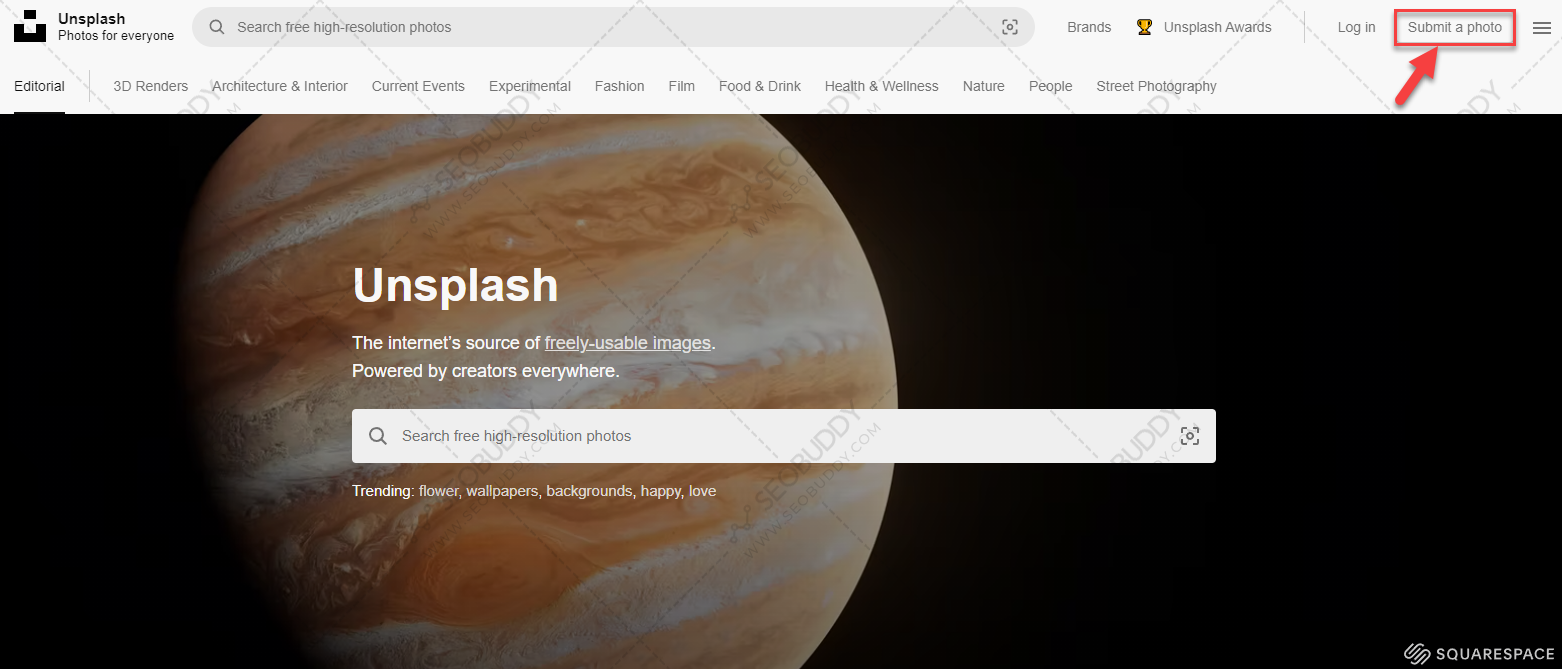 Unsplash
Photos for everyone
Search free high-resolution photos
Brands
Unsplash Awards
Log in
Submit a photo
Editorial
3D Renders
Architecture & Interior
Current Events
Experimental
Fashion
Film
Food & Drink
Health & Wellness
Nature
People
Street Photography
Unsplash
The internet's source of freely-usable images.
Powered by creators everywhere.
Search free high-resolution photos
Trending: flower, wallpapers, backgrounds, happy, love
SEOBUDDY
WWW.SEOBUDDY.COM
SQUARESPACE